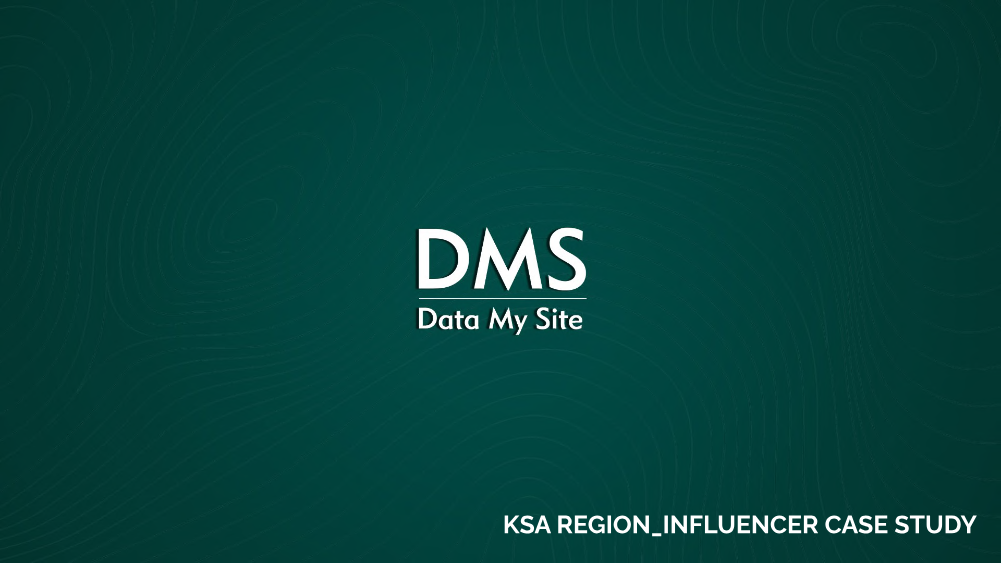 DMS
Data My Site
KSA REGION_INFLUENCER CASE STUDY